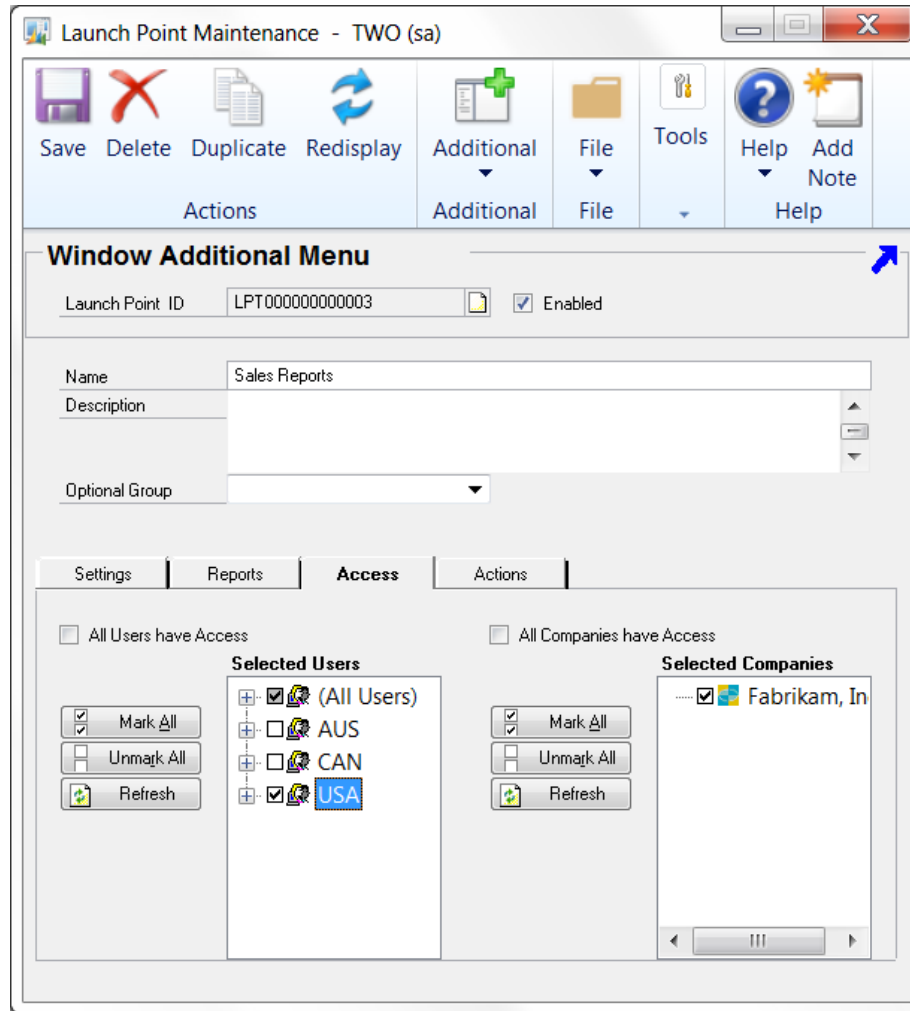 Launch Point Maintenance - TWO (sa)
Save Delete Duplicate Redisplay Additional File Tools Help Add Note
Actions Additional File Help
Window Additional Menu
Launch Point ID LPT000000000003 Enabled
Name Sales Reports
Description
Optional Group
Settings Reports Access Actions
All Users have Access All Companies have Access
Selected Users Selected Companies
(All Users) Fabrikam, In
Mark All AUS Mark All
Unmark All CAN Unmark All
Refresh USA Refresh